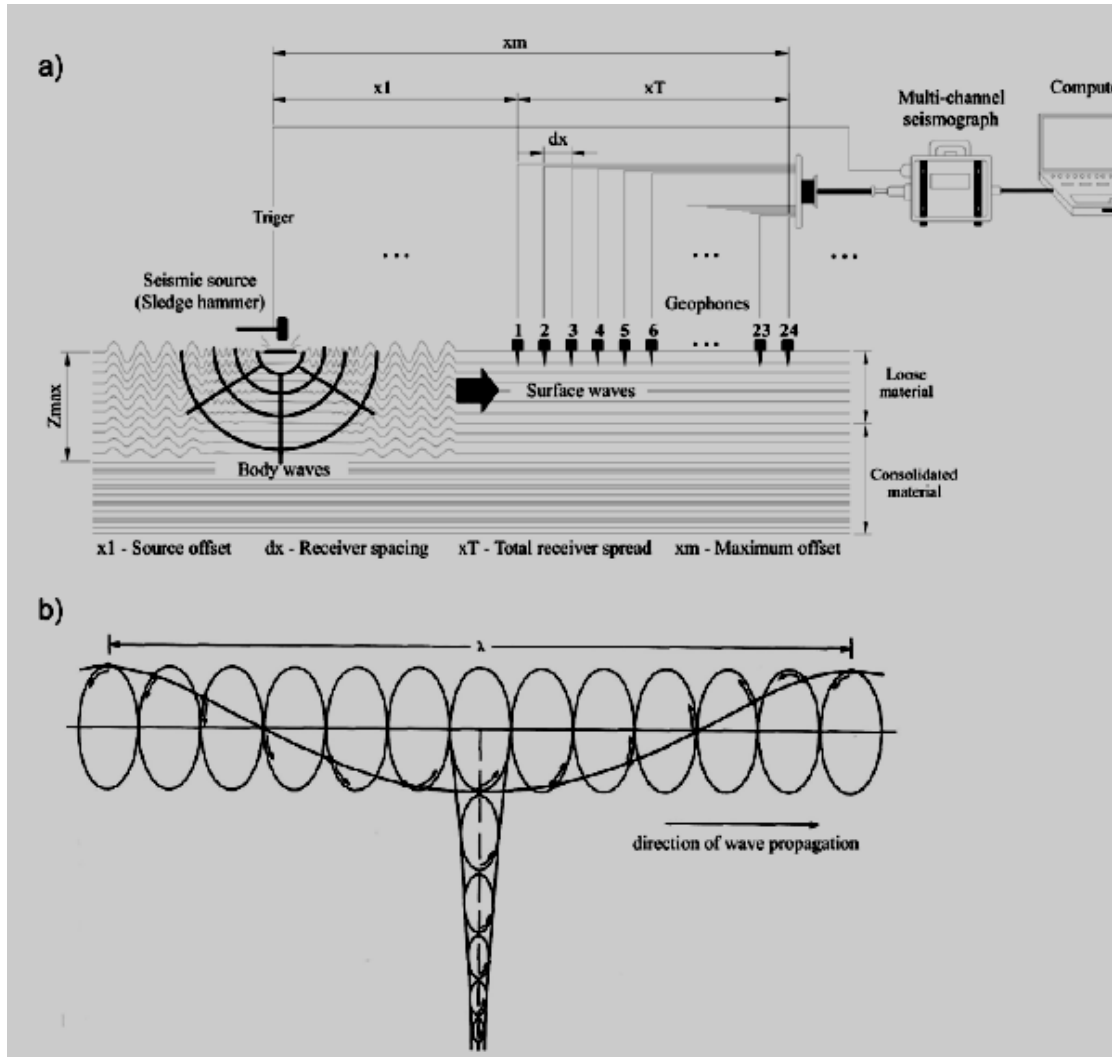 a)
xm
x1
xT
dx
Multi-channel
seismograph
Compute
Triger
...
...
...
Seismic source
(Sledge hammer)
Geophones
1 2 3 4 5 6 ... 23 24
Zmax
Surface waves
Loose
material
Body waves
Consolidated
material
x1 - Source offset dx - Receiver spacing xT - Total receiver spread xm - Maximum offset
b)
λ
direction of wave propagation